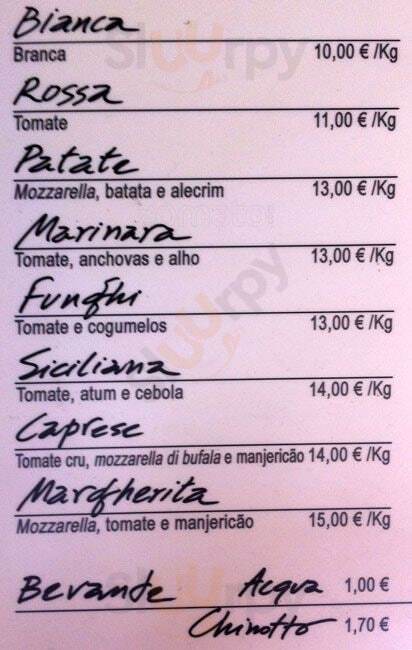 Bianca
Branca 10,00 € /Kg
Rossa
Tomate 11,00 € /Kg
Patate
Mozzarella, batata e alecrim 13,00 € /Kg
Marinara
Tomate, anchovas e alho 13,00 € /Kg
Funghi
Tomate e cogumelos 13,00 € /Kg
Siciliana
Tomate, atum e cebola 14,00 € /Kg
Caprese
Tomate cru, mozzarella di bufala e manjericão 14,00 € /Kg
Margherita
Mozzarella, tomate e manjericão 15,00 € /Kg
Bevande Acqua 1,00 €
Chinotto 1,70 €
Sluurpy
Sluurpy
Sluurpy